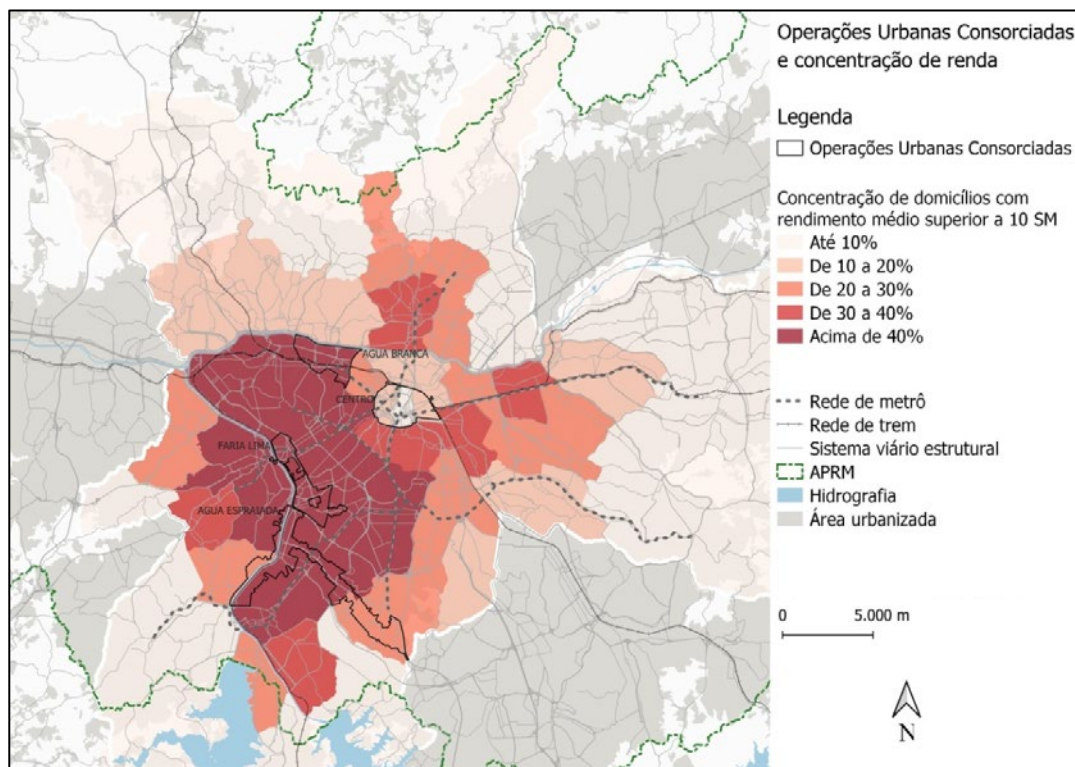 Operações Urbanas Consorciadas
e concentração de renda
Legenda
Operações Urbanas Consorciadas
Concentração de domicílios com
rendimento médio superior a 10 SM
Até 10%
De 10 a 20%
De 20 a 30%
De 30 a 40%
Acima de 40%
Rede de metrô
Rede de trem
Sistema viário estrutural
APRM
Hidrografia
Área urbanizada
0 5.000 m
N
AGUA BRANCA
CENTRO
FARIA LIMA
AGUA ESPRAIADA